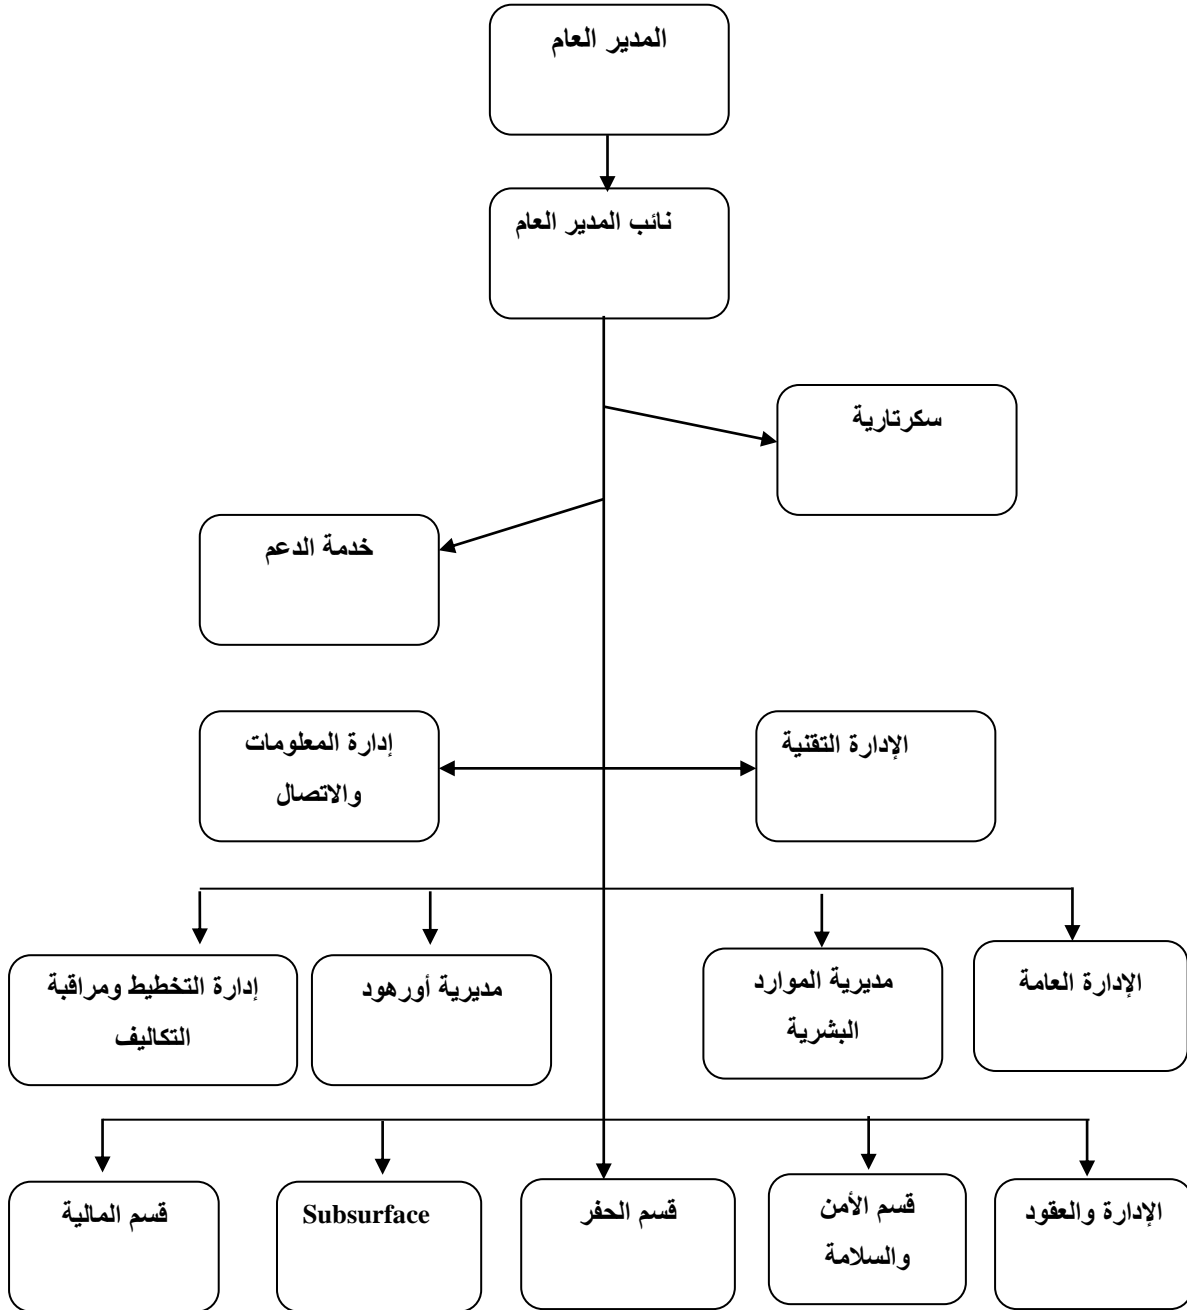 المدير العام
نائب المدير العام
سكرتارية
خدمة الدعم
الإدارة التقنية
إدارة المعلومات
والاتصال
الإدارة العامة
مديرية الموارد
البشرية
مديرية أورهود
إدارة التخطيط ومراقبة
التكاليف
الإدارة والعقود
قسم الأمن
والسلامة
قسم الحفر
Subsurface
قسم المالية